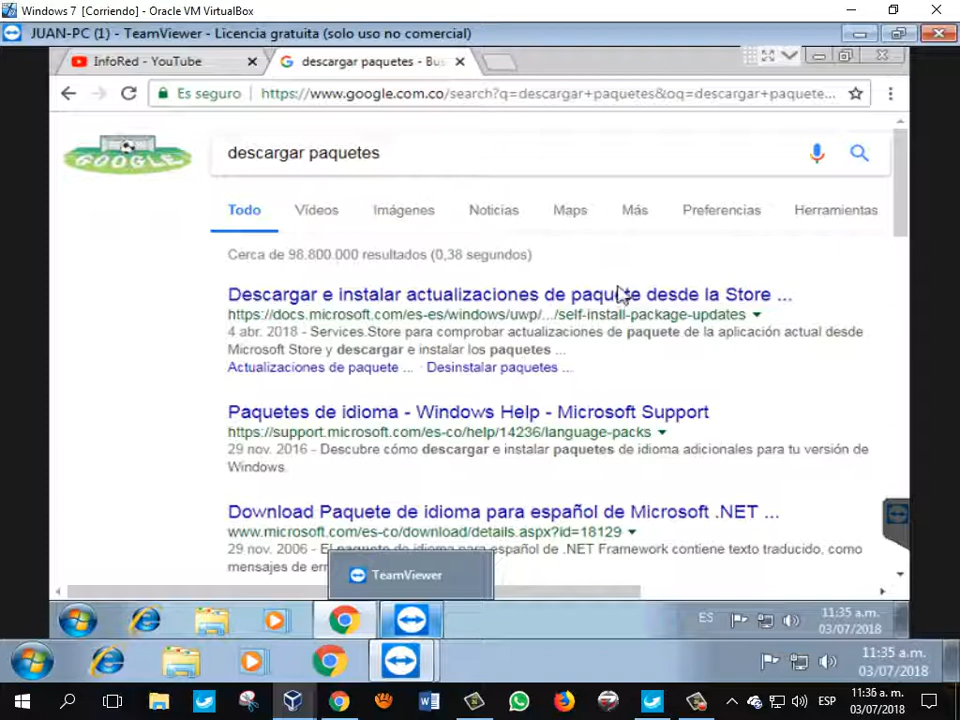 Windows 7 [Corriendo] - Oracle VM VirtualBox
JUAN-PC (1) - TeamViewer - Licencia gratuita (solo uso no comercial)
InfoRed - YouTube
descargar paquetes - Bus
Es seguro
https://www.google.com.co/search?q=descargar+paquetes&oq=descargar+paquete...
GOOGLE
descargar paquetes
Todo Vídeos Imágenes Noticias Maps Más Preferencias Herramientas
Cerca de 98.800.000 resultados (0,38 segundos)
Descargar e instalar actualizaciones de paquete desde la Store ...
https://docs.microsoft.com/es-es/windows/uwp/.../self-install-package-updates
4 abr. 2018 - Services.Store para comprobar actualizaciones de paquete de la aplicación actual desde
Microsoft Store y descargar e instalar los paquetes ...
Actualizaciones de paquete ... · Desinstalar paquetes ...
Paquetes de idioma - Windows Help - Microsoft Support
https://support.microsoft.com/es-co/help/14236/language-packs
29 nov. 2016 - Descubre cómo descargar e instalar paquetes de idioma adicionales para tu versión de
Windows.
Download Paquete de idioma para español de Microsoft .NET ...
www.microsoft.com/es-co/download/details.aspx?id=18129
29 nov. 2006 - El paquete de idioma para español de .NET Framework contiene texto traducido, como
mensajes de
TeamViewer
ES
11:35 a.m.
03/07/2018
11:35 a.m.
03/07/2018
ESP
11:36 a. m.
03/07/2018